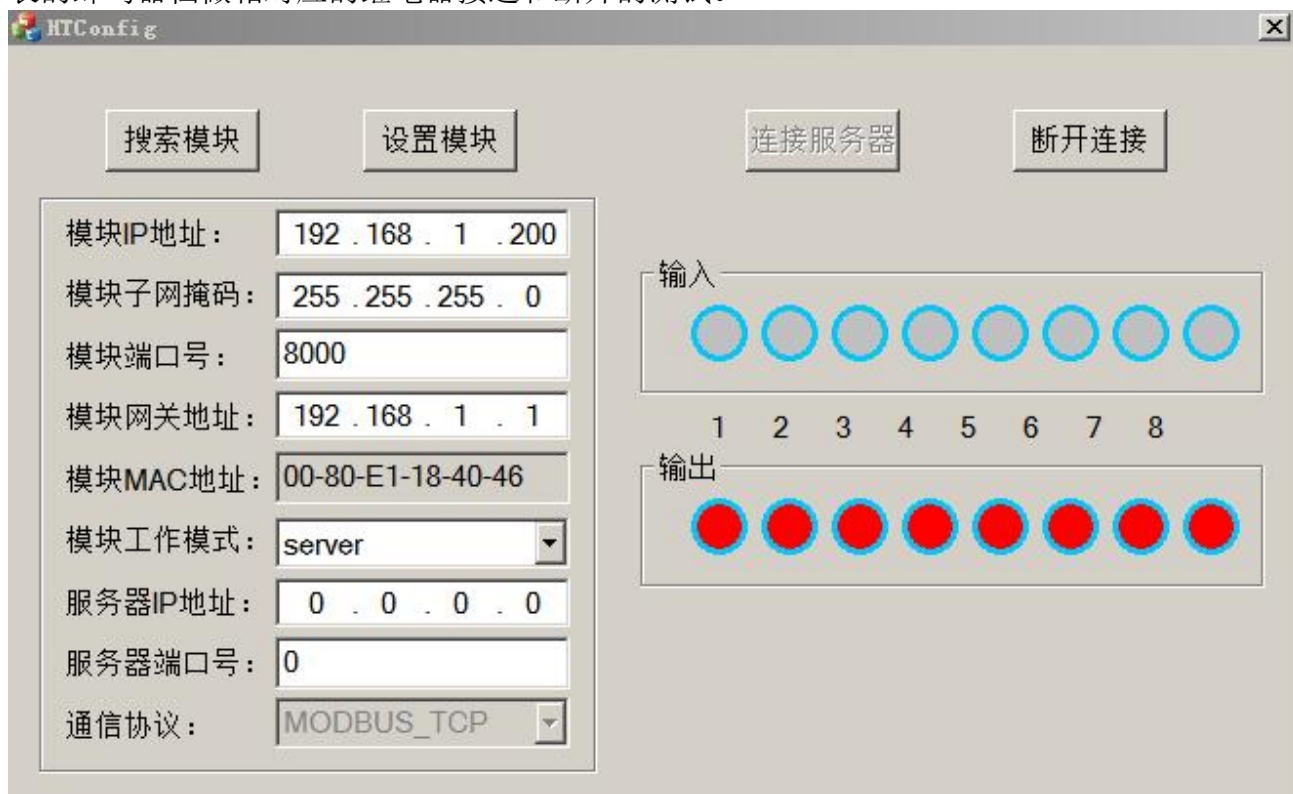 HTConfig
搜索模块 设置模块 连接服务器 断开连接
模块IP地址： 192 . 168 . 1 . 200
模块子网掩码： 255 . 255 . 255 . 0
模块端口号： 8000
模块网关地址： 192 . 168 . 1 . 1
模块MAC地址： 00-80-E1-18-40-46
模块工作模式： server
服务器IP地址： 0 . 0 . 0 . 0
服务器端口号： 0
通信协议： MODBUS_TCP
输入
1 2 3 4 5 6 7 8
输出